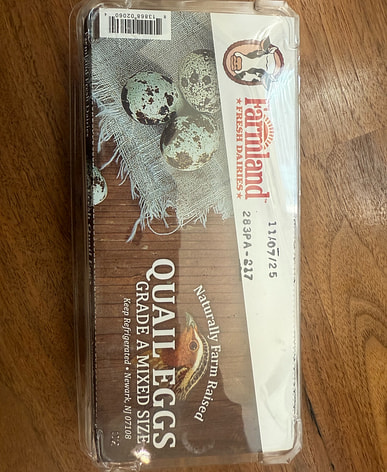 Farmland
★ FRESH DAIRIES ★
11/07/25
283PA-217
Naturally Farm Raised
QUAIL EGGS
GRADE A MIXED SIZE
Keep Refrigerated • Newark, NJ 07108